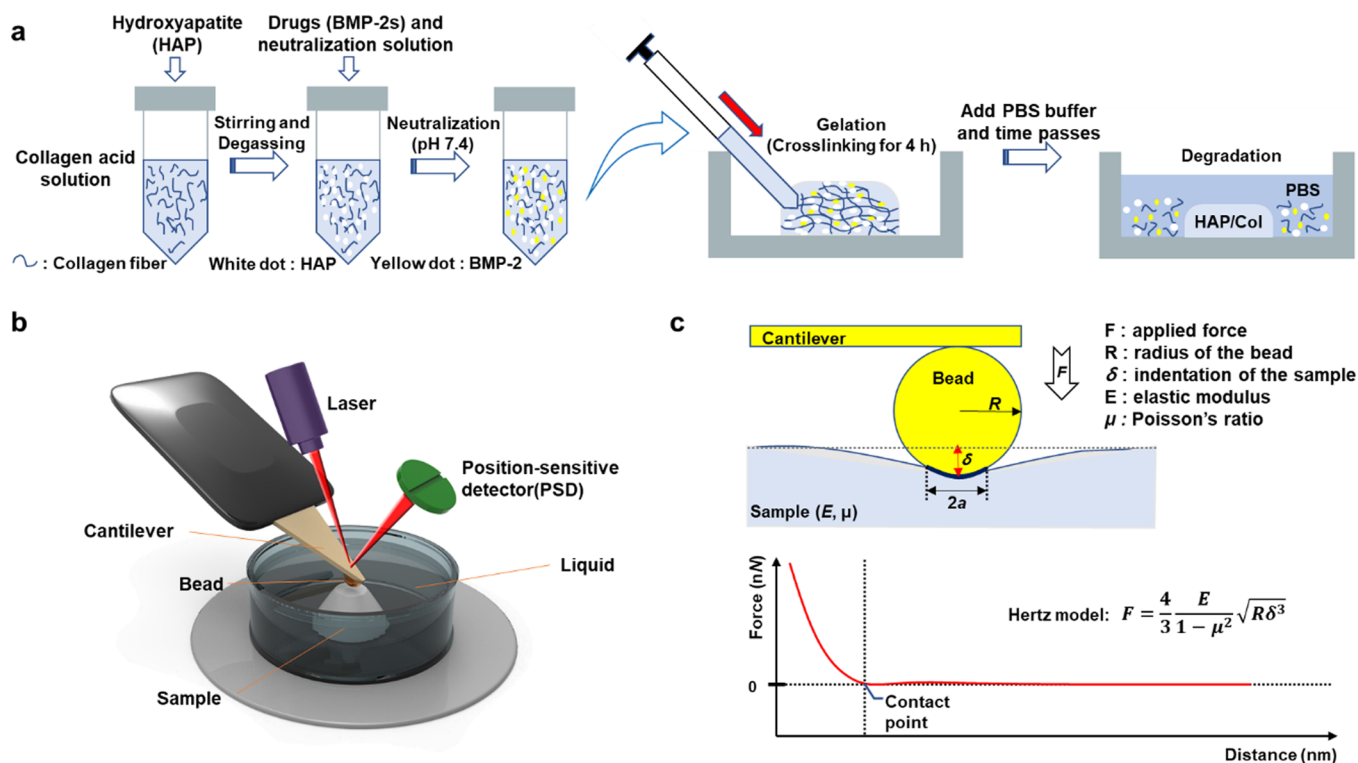 a
Hydroxyapatite
(HAP)
Drugs (BMP-2s) and
neutralization solution
Stirring and
Degassing
Neutralization
(pH 7.4)
Collagen acid
solution
: Collagen fiber
White dot : HAP
Yellow dot : BMP-2
Gelation
(Crosslinking for 4 h)
Add PBS buffer
and time passes
Degradation
PBS
HAP/Col
b
Laser
Position-sensitive
detector(PSD)
Cantilever
Bead
Liquid
Sample
c
Cantilever
Bead
R
F
F : applied force
R : radius of the bead
δ : indentation of the sample
E : elastic modulus
μ : Poisson's ratio
δ
2a
Sample (E, μ)
Force (nN)
Hertz model: F = 4/3 E/(1 − μ²) √(Rδ³)
0
Contact
point
Distance (nm)